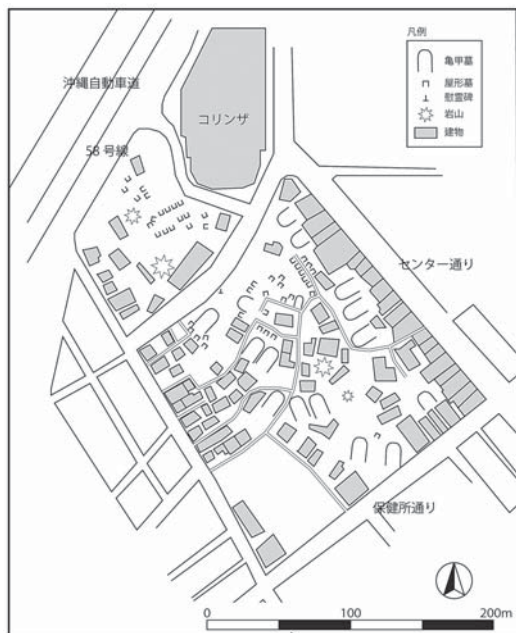 凡例
亀甲墓
屋形墓
慰霊碑
岩山
建物
沖縄自動車道
コリンザ
58号線
センター通り
保健所通り
0 100 200m